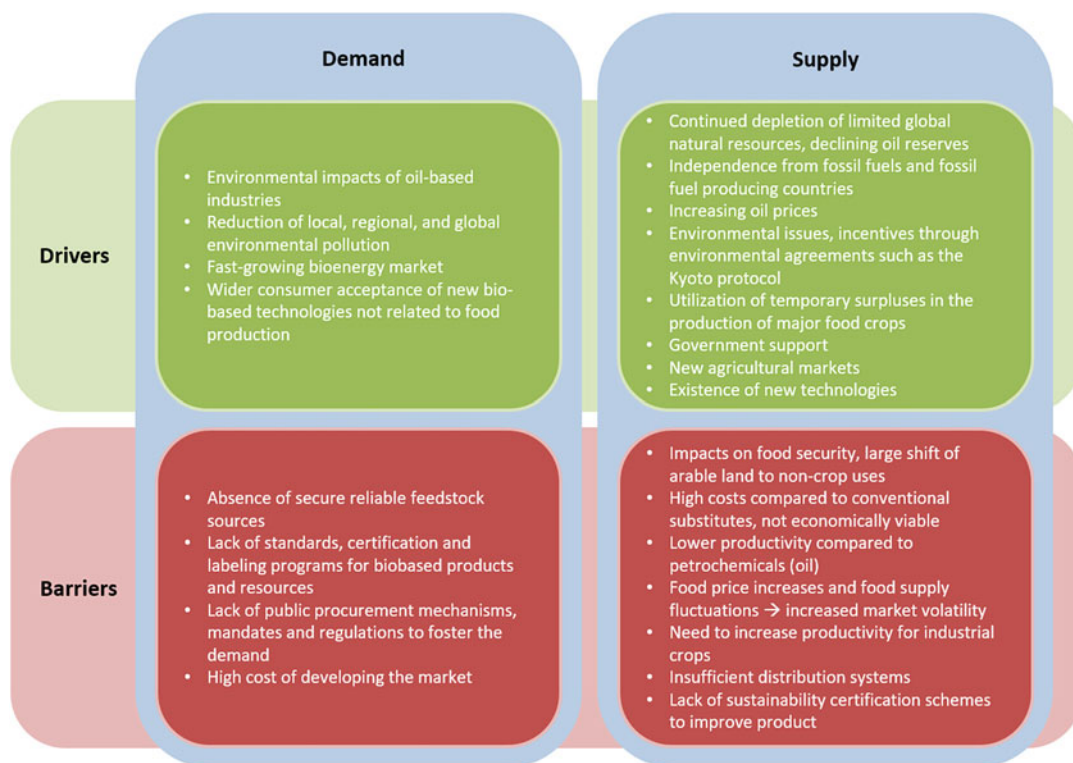 Demand
Supply
Drivers
• Environmental impacts of oil-based
industries
• Reduction of local, regional, and global
environmental pollution
• Fast-growing bioenergy market
• Wider consumer acceptance of new bio-
based technologies not related to food
production
• Continued depletion of limited global
natural resources, declining oil reserves
• Independence from fossil fuels and fossil
fuel producing countries
• Increasing oil prices
• Environmental issues, incentives through
environmental agreements such as the
Kyoto protocol
• Utilization of temporary surpluses in the
production of major food crops
• Government support
• New agricultural markets
• Existence of new technologies
Barriers
• Absence of secure reliable feedstock
sources
• Lack of standards, certification and
labeling programs for biobased products
and resources
• Lack of public procurement mechanisms,
mandates and regulations to foster the
demand
• High cost of developing the market
• Impacts on food security, large shift of
arable land to non-crop uses
• High costs compared to conventional
substitutes, not economically viable
• Lower productivity compared to
petrochemicals (oil)
• Food price increases and food supply
fluctuations → increased market volatility
• Need to increase productivity for industrial
crops
• Insufficient distribution systems
• Lack of sustainability certification schemes
to improve product